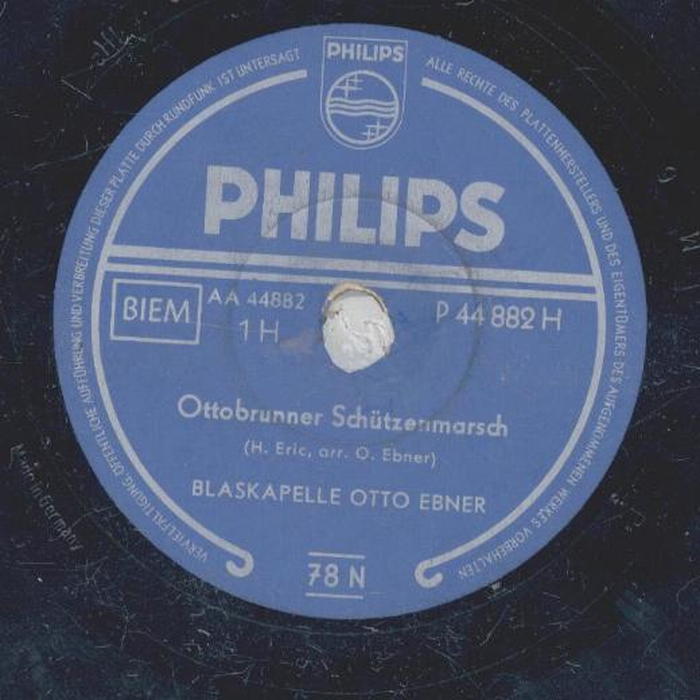 PHILIPS
ALLE RECHTE DES PLATTENHERSTELLERS UND DES EIGENTÜMERS DES AUFGENOMMENEN WERKES VORBEHALTEN
VERVIELFÄLTIGUNG, ÖFFENTLICHE AUFFÜHRUNG UND VERBREITUNG DIESER PLATTE DURCH RUNDFUNK IST UNTERSAGT
PHILIPS
BIEM
AA 44882
1 H
P 44 882 H
Ottobrunner Schützenmarsch
(H. Eric, arr. O. Ebner)
BLASKAPELLE OTTO EBNER
78 N
Made in Germany